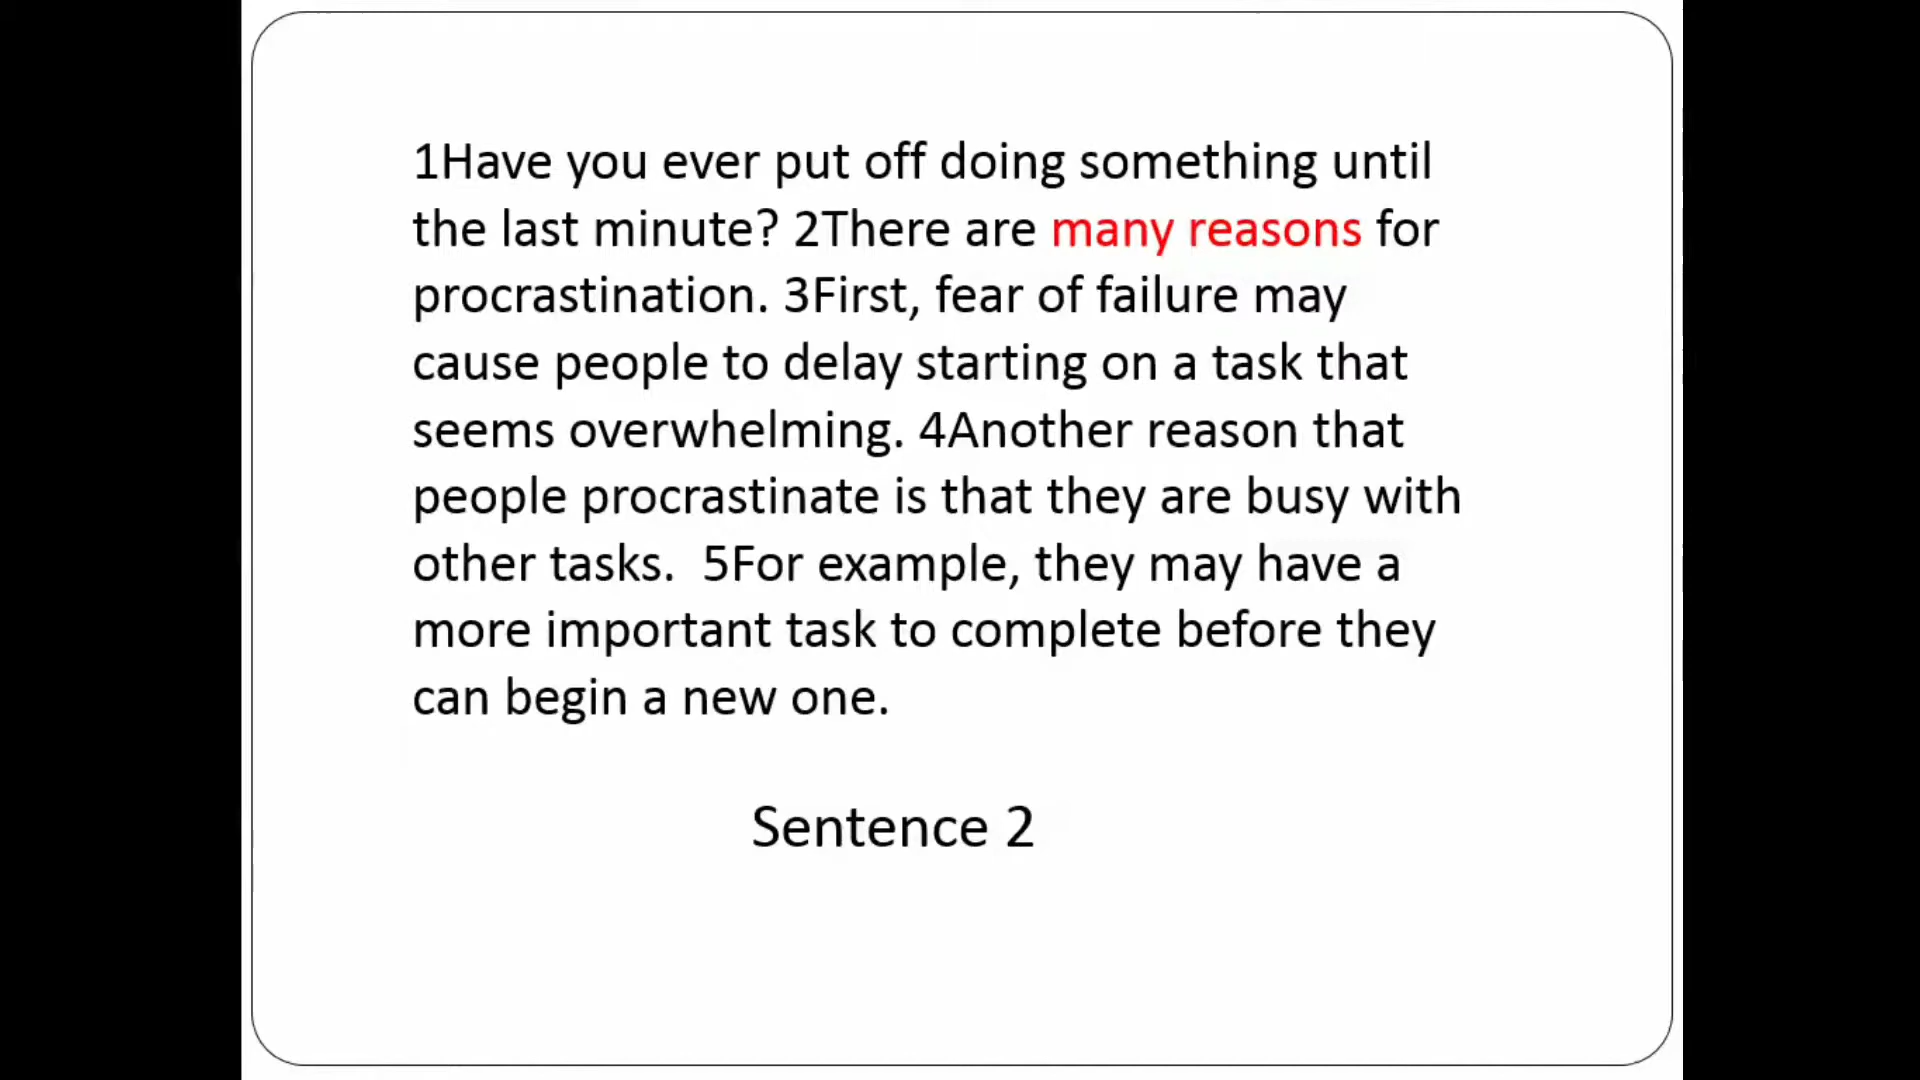 1Have you ever put off doing something until
the last minute? 2There are many reasons for
procrastination. 3First, fear of failure may
cause people to delay starting on a task that
seems overwhelming. 4Another reason that
people procrastinate is that they are busy with
other tasks.  5For example, they may have a
more important task to complete before they
can begin a new one.
Sentence 2